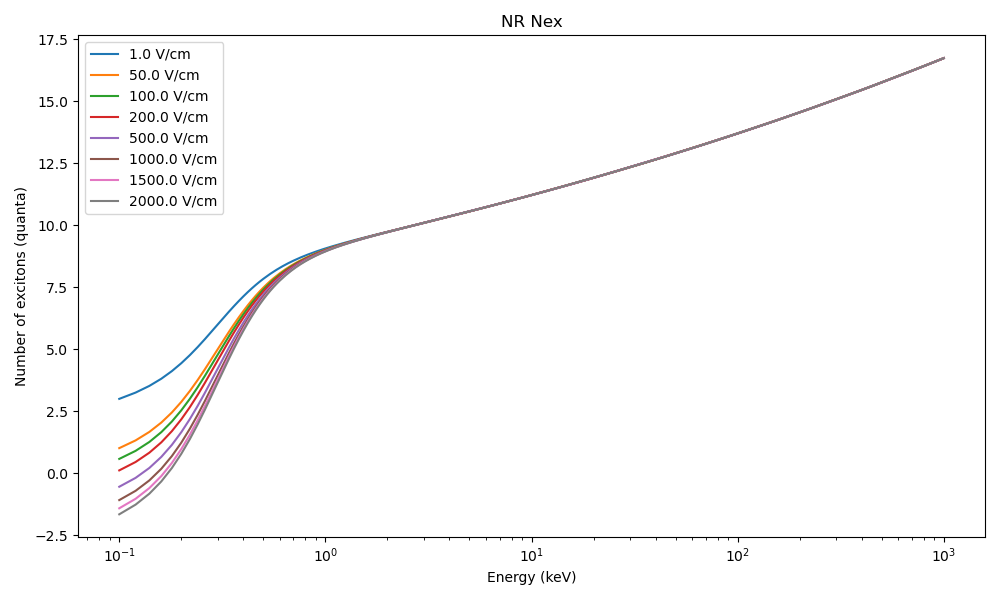 NR Nex
Number of excitons (quanta)
17.5
15.0
12.5
10.0
7.5
5.0
2.5
0.0
−2.5
1.0 V/cm
50.0 V/cm
100.0 V/cm
200.0 V/cm
500.0 V/cm
1000.0 V/cm
1500.0 V/cm
2000.0 V/cm
10⁻¹ 10⁰ 10¹ 10² 10³
Energy (keV)